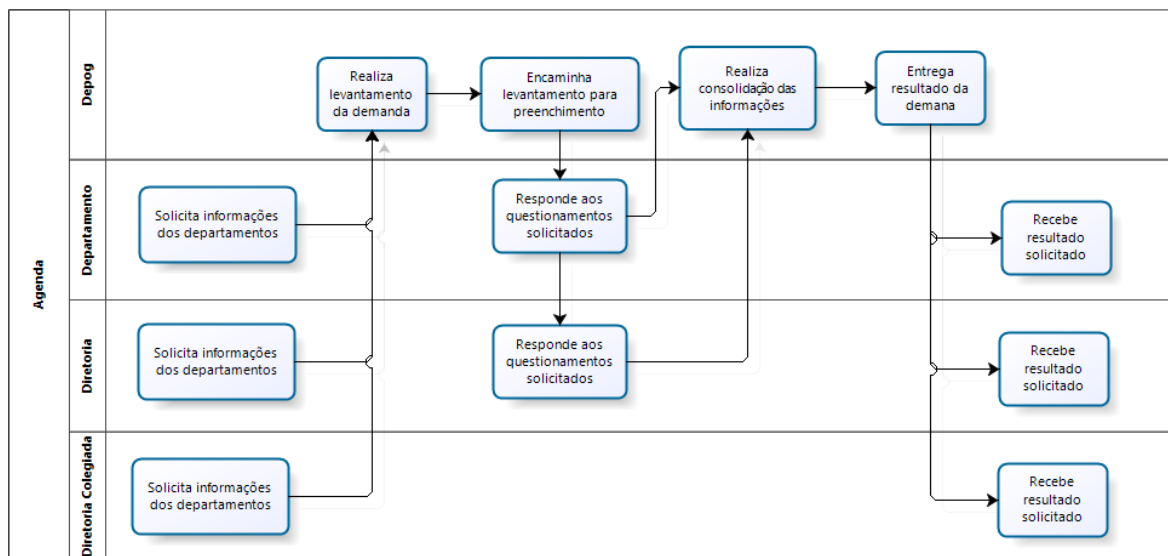 Agenda
Depog
Realiza
levantamento
da demanda
Encaminha
levantamento para
preenchimento
Realiza
consolidação das
informações
Entrega
resultado da
demana
Departamento
Solicita informações
dos departamentos
Responde aos
questionamentos
solicitados
Recebe
resultado
solicitado
Diretoria
Solicita informações
dos departamentos
Responde aos
questionamentos
solicitados
Recebe
resultado
solicitado
Diretoria Colegiada
Solicita informações
dos departamentos
Recebe
resultado
solicitado